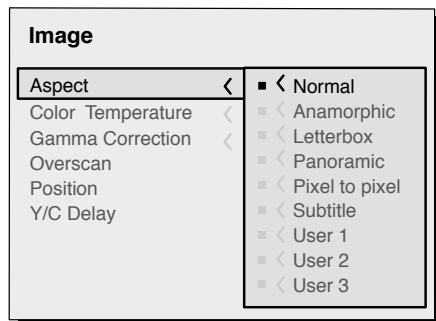 Image
Aspect
Color Temperature
Gamma Correction
Overscan
Position
Y/C Delay
Normal
Anamorphic
Letterbox
Panoramic
Pixel to pixel
Subtitle
User 1
User 2
User 3